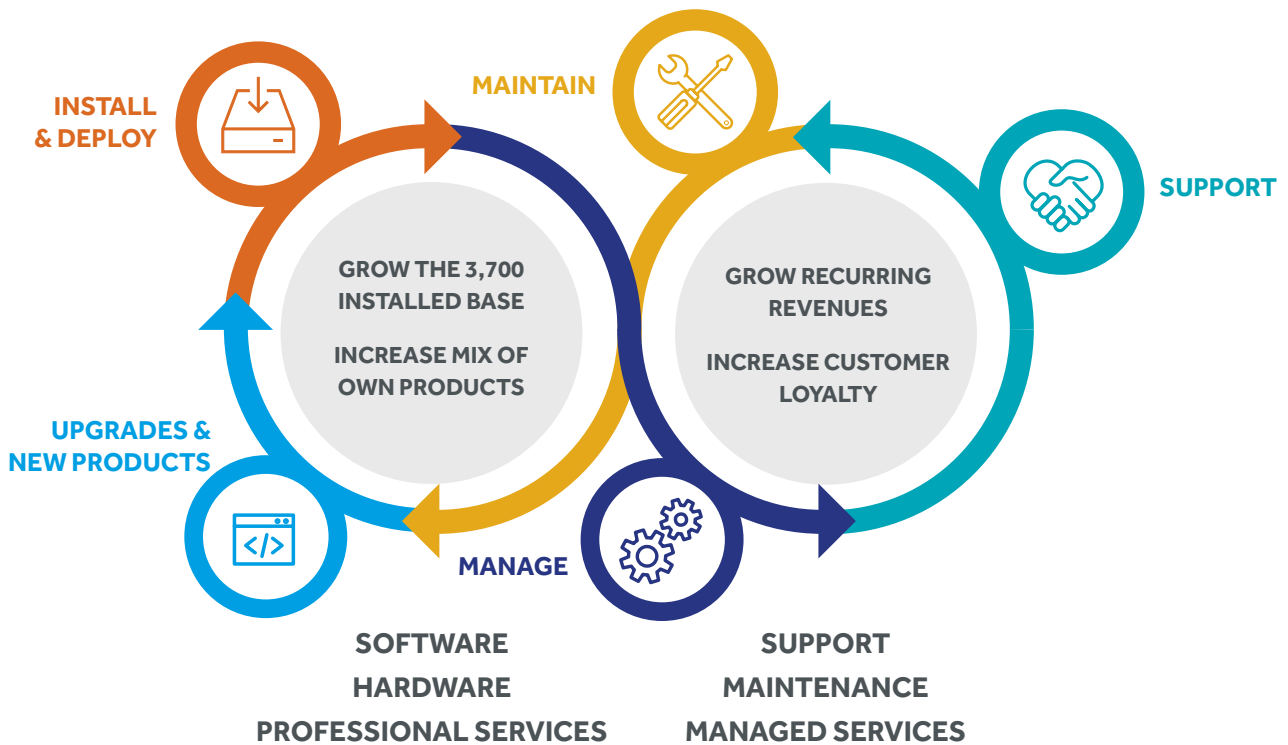 INSTALL
& DEPLOY
MAINTAIN
SUPPORT
GROW THE 3,700
INSTALLED BASE
INCREASE MIX OF
OWN PRODUCTS
GROW RECURRING
REVENUES
INCREASE CUSTOMER
LOYALTY
UPGRADES &
NEW PRODUCTS
</>
MANAGE
SOFTWARE
HARDWARE
PROFESSIONAL SERVICES
SUPPORT
MAINTENANCE
MANAGED SERVICES